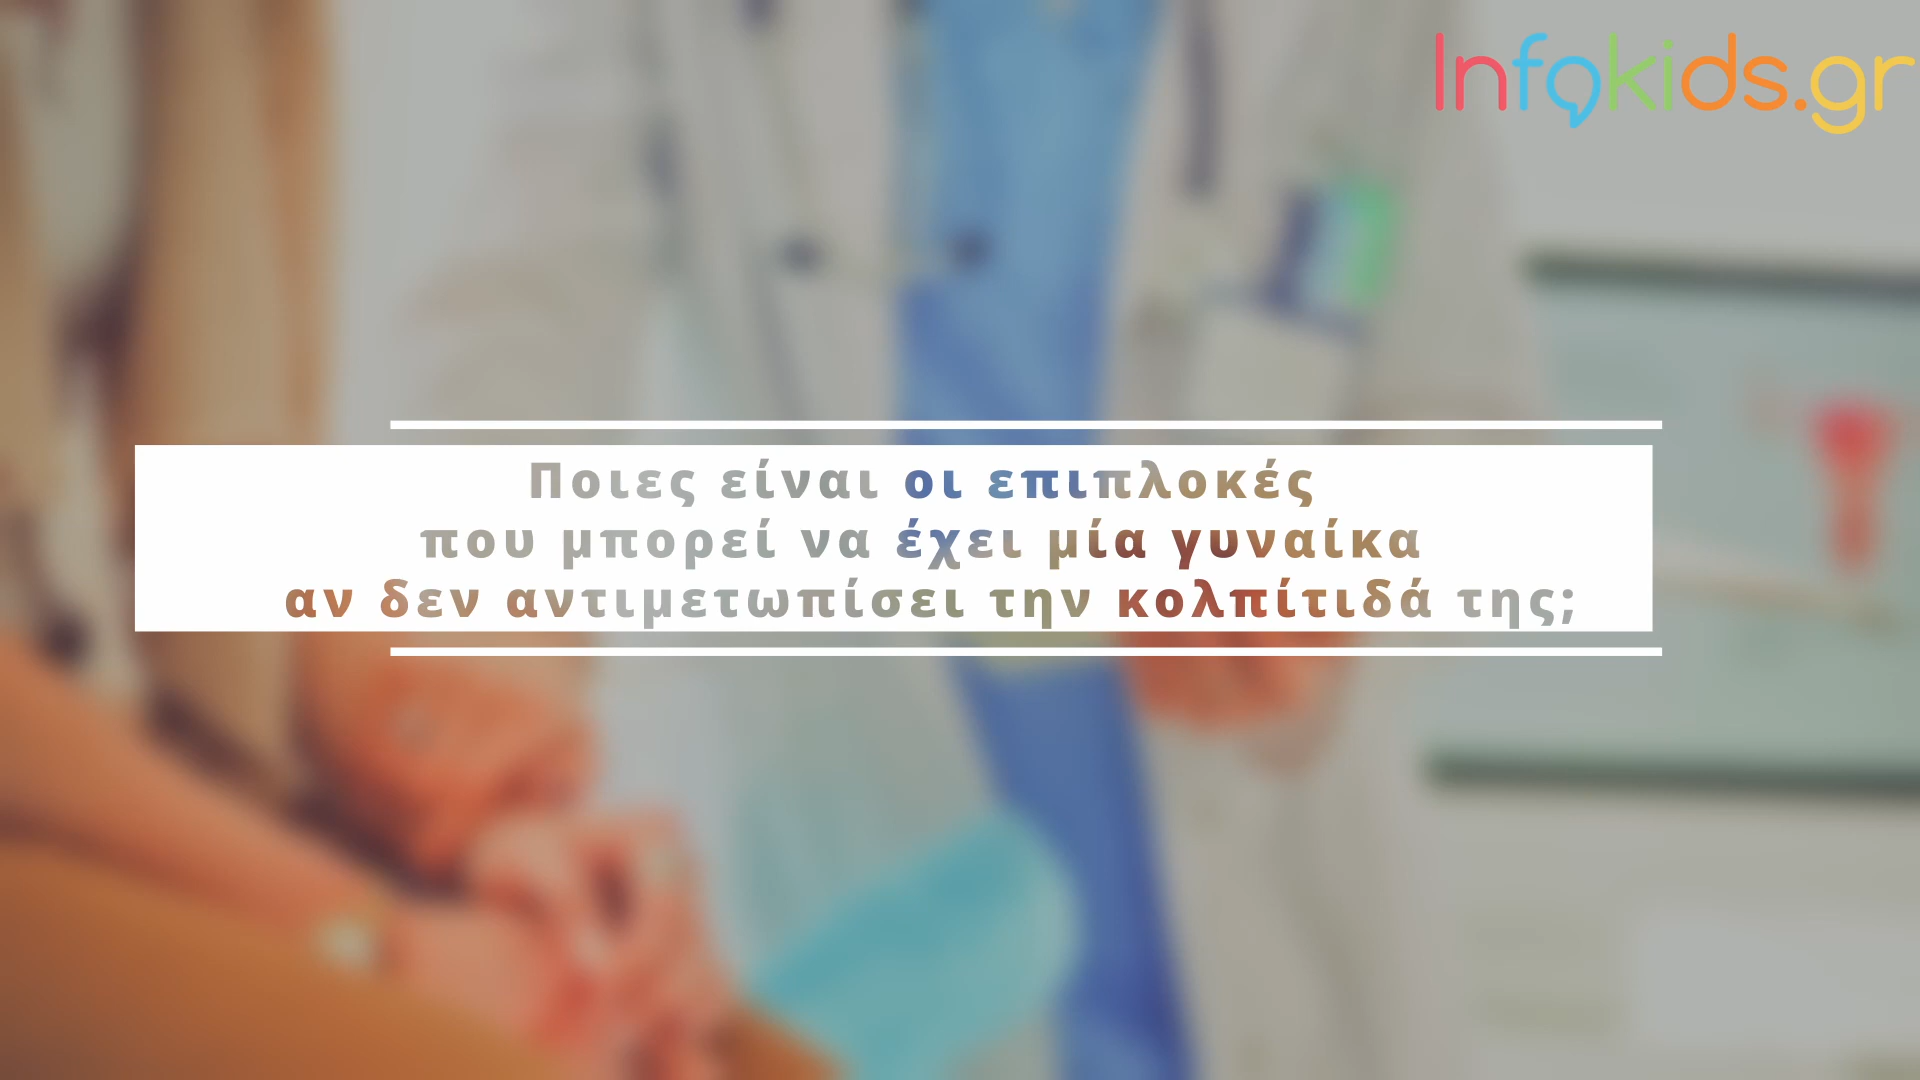 Infokids.gr
Ποιες είναι οι επιπλοκές
που μπορεί να έχει μία γυναίκα
αν δεν αντιμετωπίσει την κολπίτιδά της;